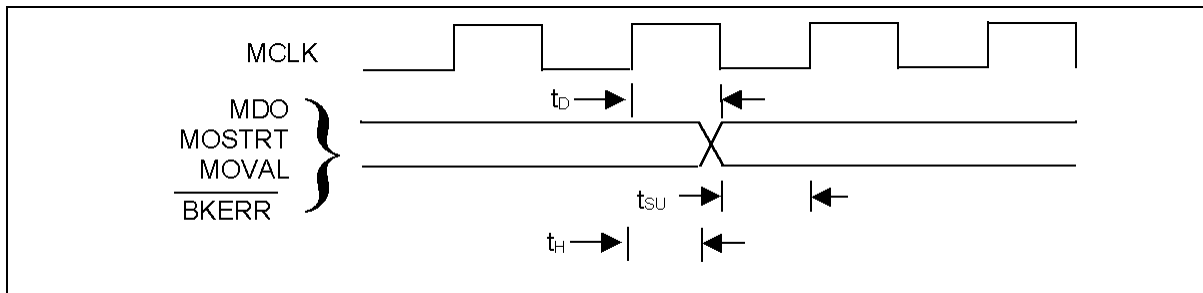 MCLK
tD
MDO
MOSTRT
MOVAL
BKERR
tSU
tH